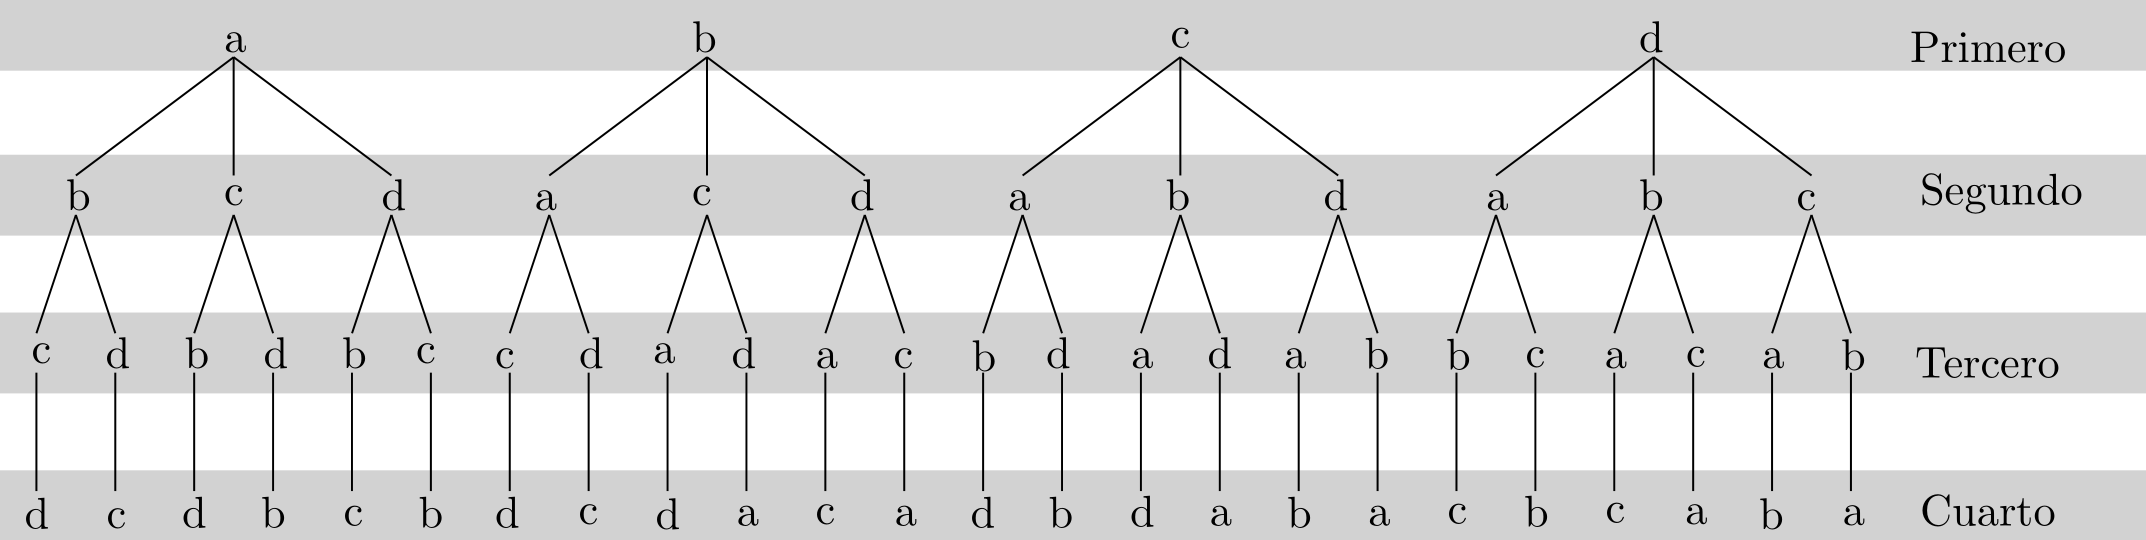 a b c d Primero
b c d a c d a b d a b c Segundo
c d b d b c c d a d a c b d a d a b b c a c a b Tercero
d c d b c b d c d a c a d b d a b a c b c a b a Cuarto